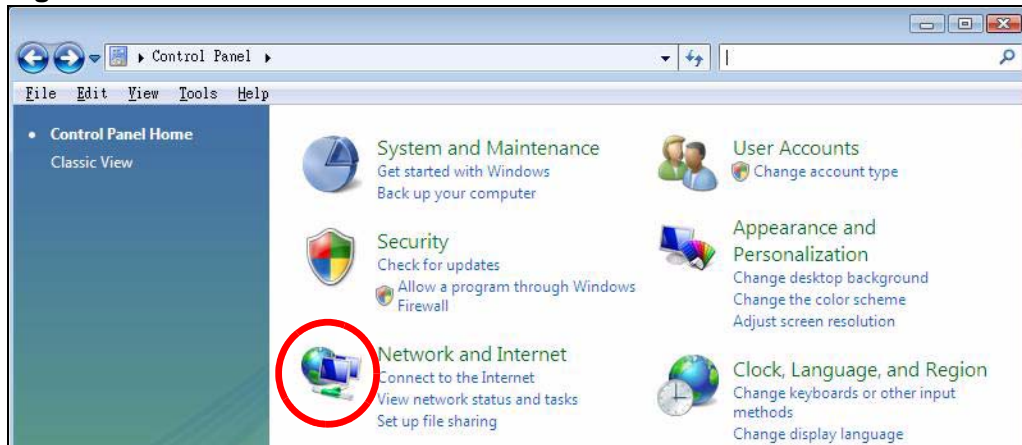 Control Panel
File Edit View Tools Help
Control Panel Home
Classic View
System and Maintenance
Get started with Windows
Back up your computer
Security
Check for updates
Allow a program through Windows
Firewall
Network and Internet
Connect to the Internet
View network status and tasks
Set up file sharing
User Accounts
Change account type
Appearance and
Personalization
Change desktop background
Change the color scheme
Adjust screen resolution
Clock, Language, and Region
Change keyboards or other input
methods
Change display language